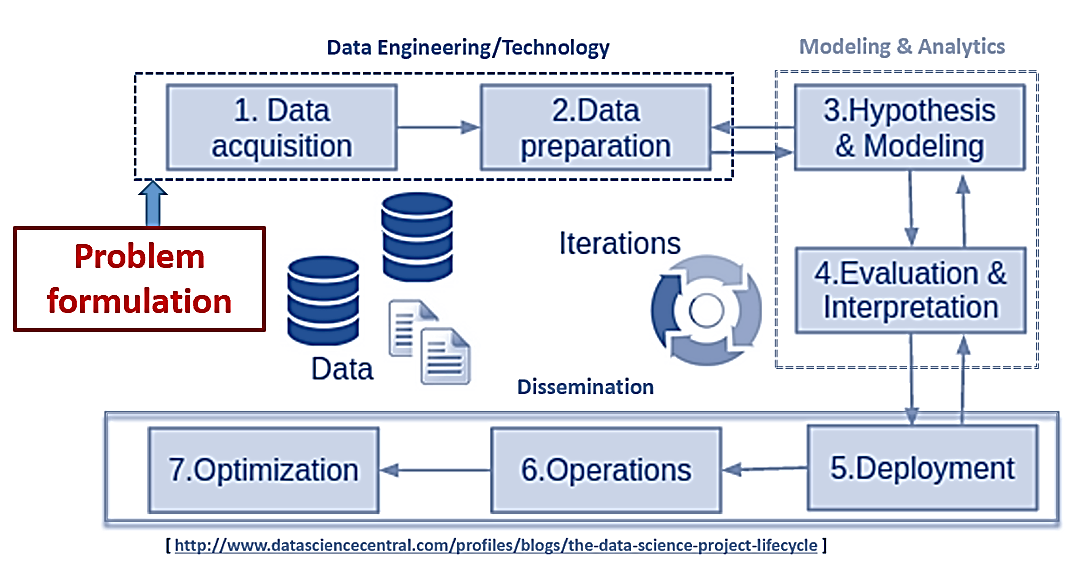 Data Engineering/Technology
Modeling & Analytics
1. Data
acquisition
2.Data
preparation
3.Hypothesis
& Modeling
Problem
formulation
Data
Iterations
4.Evaluation &
Interpretation
Dissemination
7.Optimization
6.Operations
5.Deployment
[ http://www.datasciencecentral.com/profiles/blogs/the-data-science-project-lifecycle ]